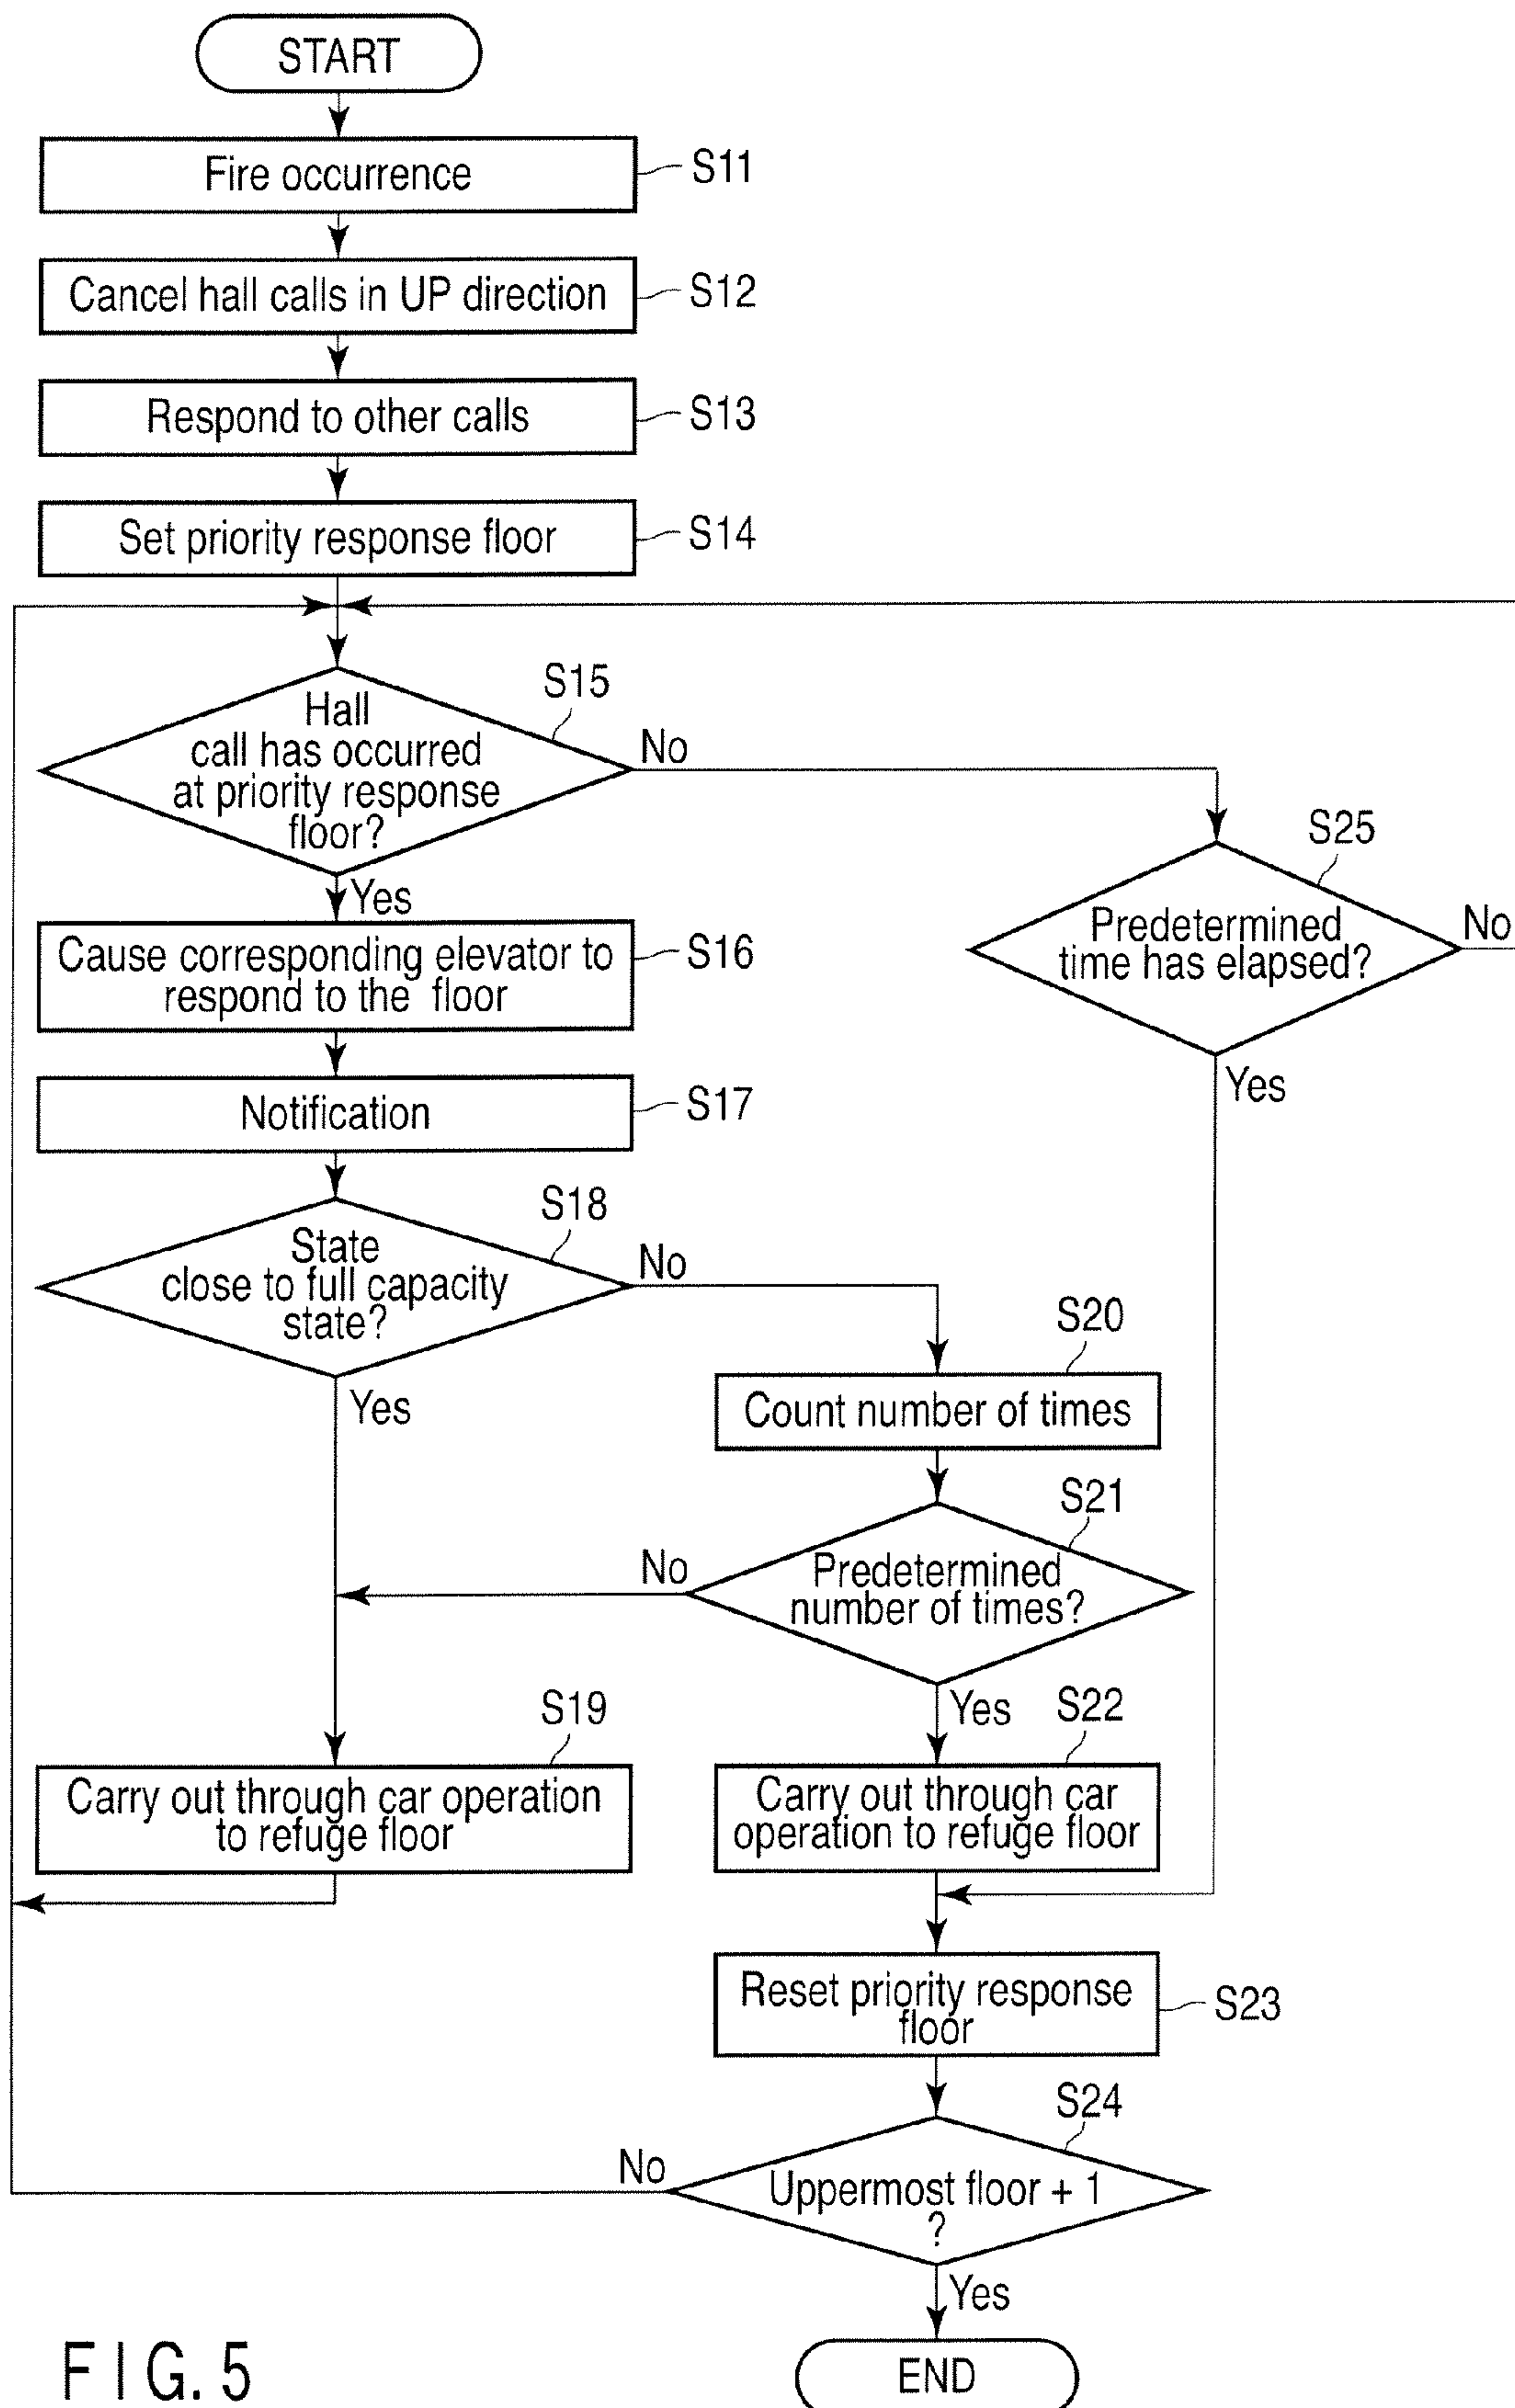 START
Fire occurrence
S11
Cancel hall calls in UP direction
S12
Respond to other calls
S13
Set priority response floor
S14
S15
Hall
call has occurred
at priority response
floor?
No
Yes
S25
Predetermined
time has elapsed?
No
Yes
Cause corresponding elevator to
respond to the floor
S16
Notification
S17
S18
State
close to full capacity
state?
No
Yes
S20
Count number of times
S21
Predetermined
number of times?
No
Yes
S19
Carry out through car operation
to refuge floor
S22
Carry out through car
operation to refuge floor
Reset priority response
floor
S23
S24
Uppermost floor + 1
?
No
Yes
END
FIG. 5